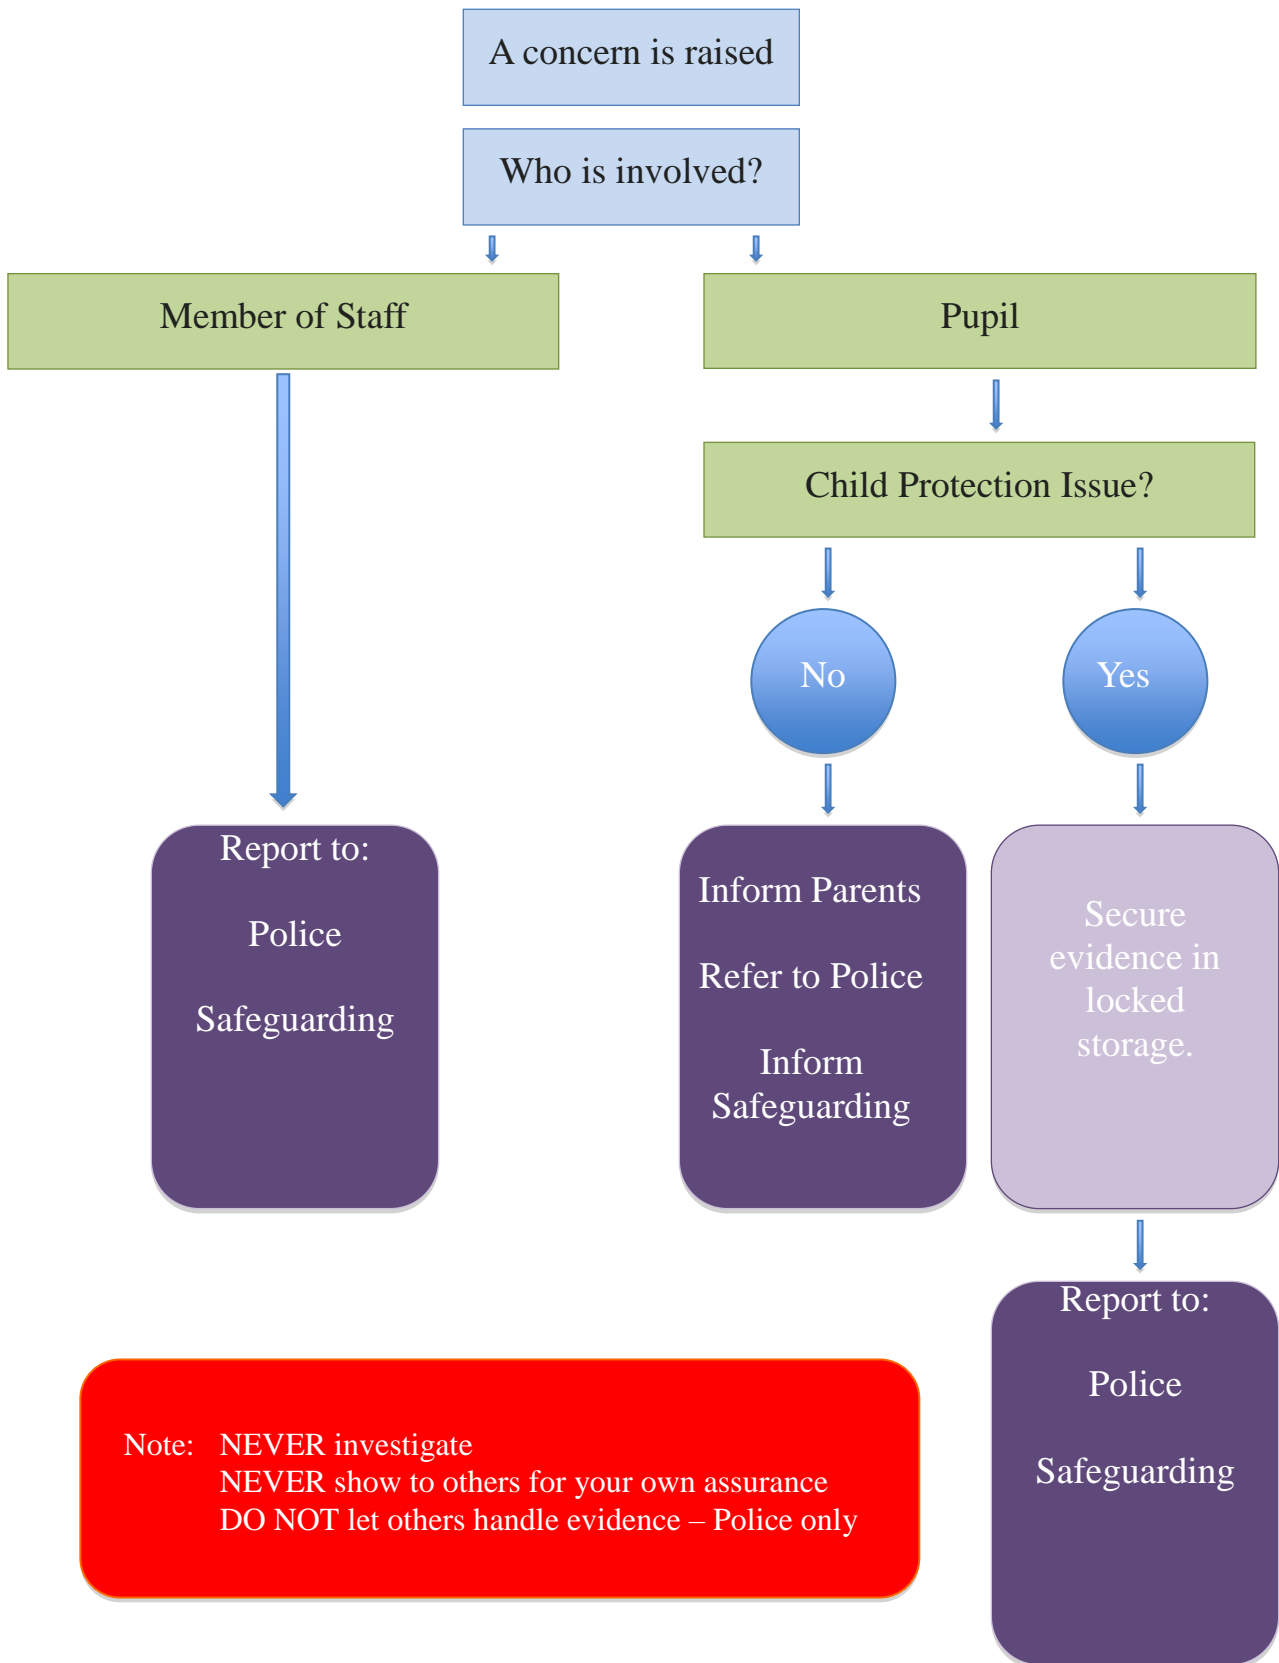 A concern is raised
Who is involved?
Member of Staff
Pupil
Child Protection Issue?
No
Yes
Report to:
Police
Safeguarding
Inform Parents
Refer to Police
Inform
Safeguarding
Secure
evidence in
locked
storage.
Report to:
Police
Safeguarding
Note: NEVER investigate
NEVER show to others for your own assurance
DO NOT let others handle evidence – Police only